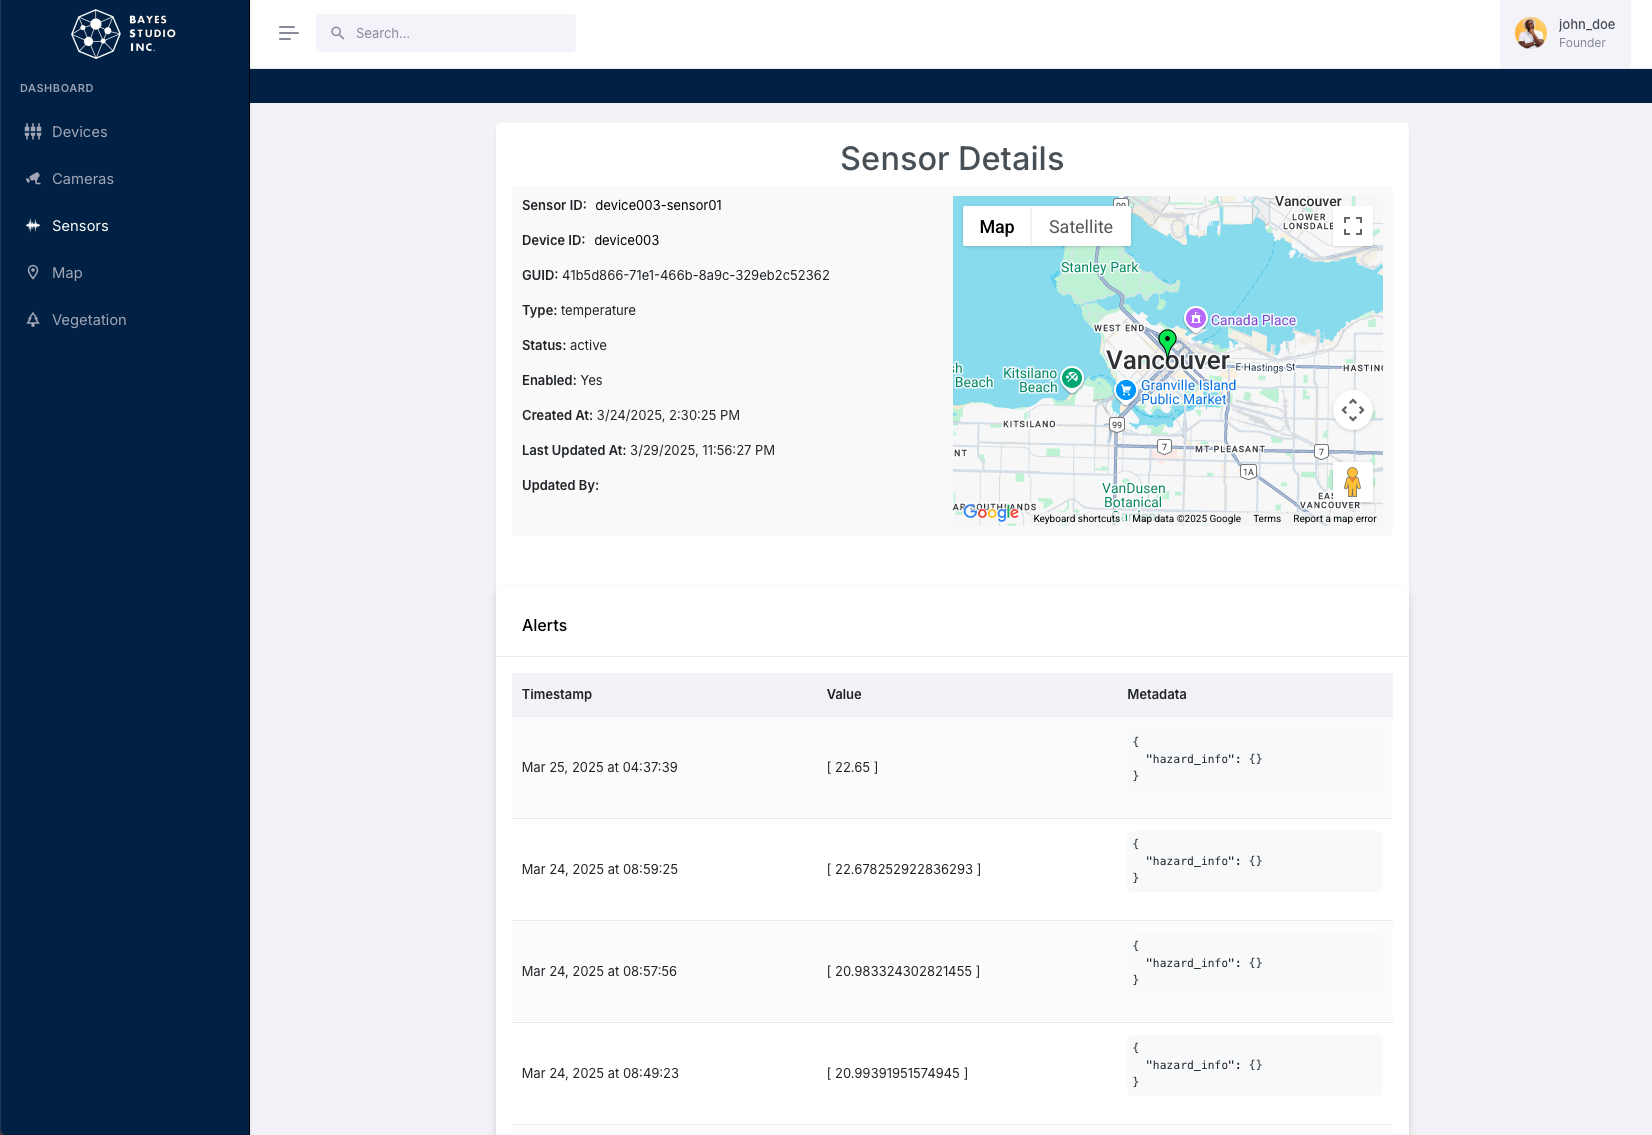 BAYES
STUDIO
INC.
Search...
john_doe
Founder
DASHBOARD
Devices
Cameras
Sensors
Map
Vegetation
Sensor Details
Sensor ID: device003-sensor01
Device ID: device003
GUID: 41b5d866-71e1-466b-8a9c-329eb2c52362
Type: temperature
Status: active
Enabled: Yes
Created At: 3/24/2025, 2:30:25 PM
Last Updated At: 3/29/2025, 11:56:27 PM
Updated By:
Map
Satellite
99
Vancouver
LOWER
LONSDALE
Stanley Park
Canada Place
WEST END
Vancouver
E Hastings St
HASTING
Kitsilano
Beach
Beach
Granville Island
Public Market
KITSILANO
99
7
MT PLEASANT
7
NT
1A
VanDusen
Botanical
EAS
VANCOUVER
Google
Keyboard shortcuts
Map data ©2025 Google
Terms
Report a map error
Alerts
Timestamp Value Metadata
{
Mar 25, 2025 at 04:37:39 [ 22.65 ] "hazard_info": {}
}
{
Mar 24, 2025 at 08:59:25 [ 22.678252922836293 ] "hazard_info": {}
}
{
Mar 24, 2025 at 08:57:56 [ 20.983324302821455 ] "hazard_info": {}
}
{
Mar 24, 2025 at 08:49:23 [ 20.99391951574945 ] "hazard_info": {}
}